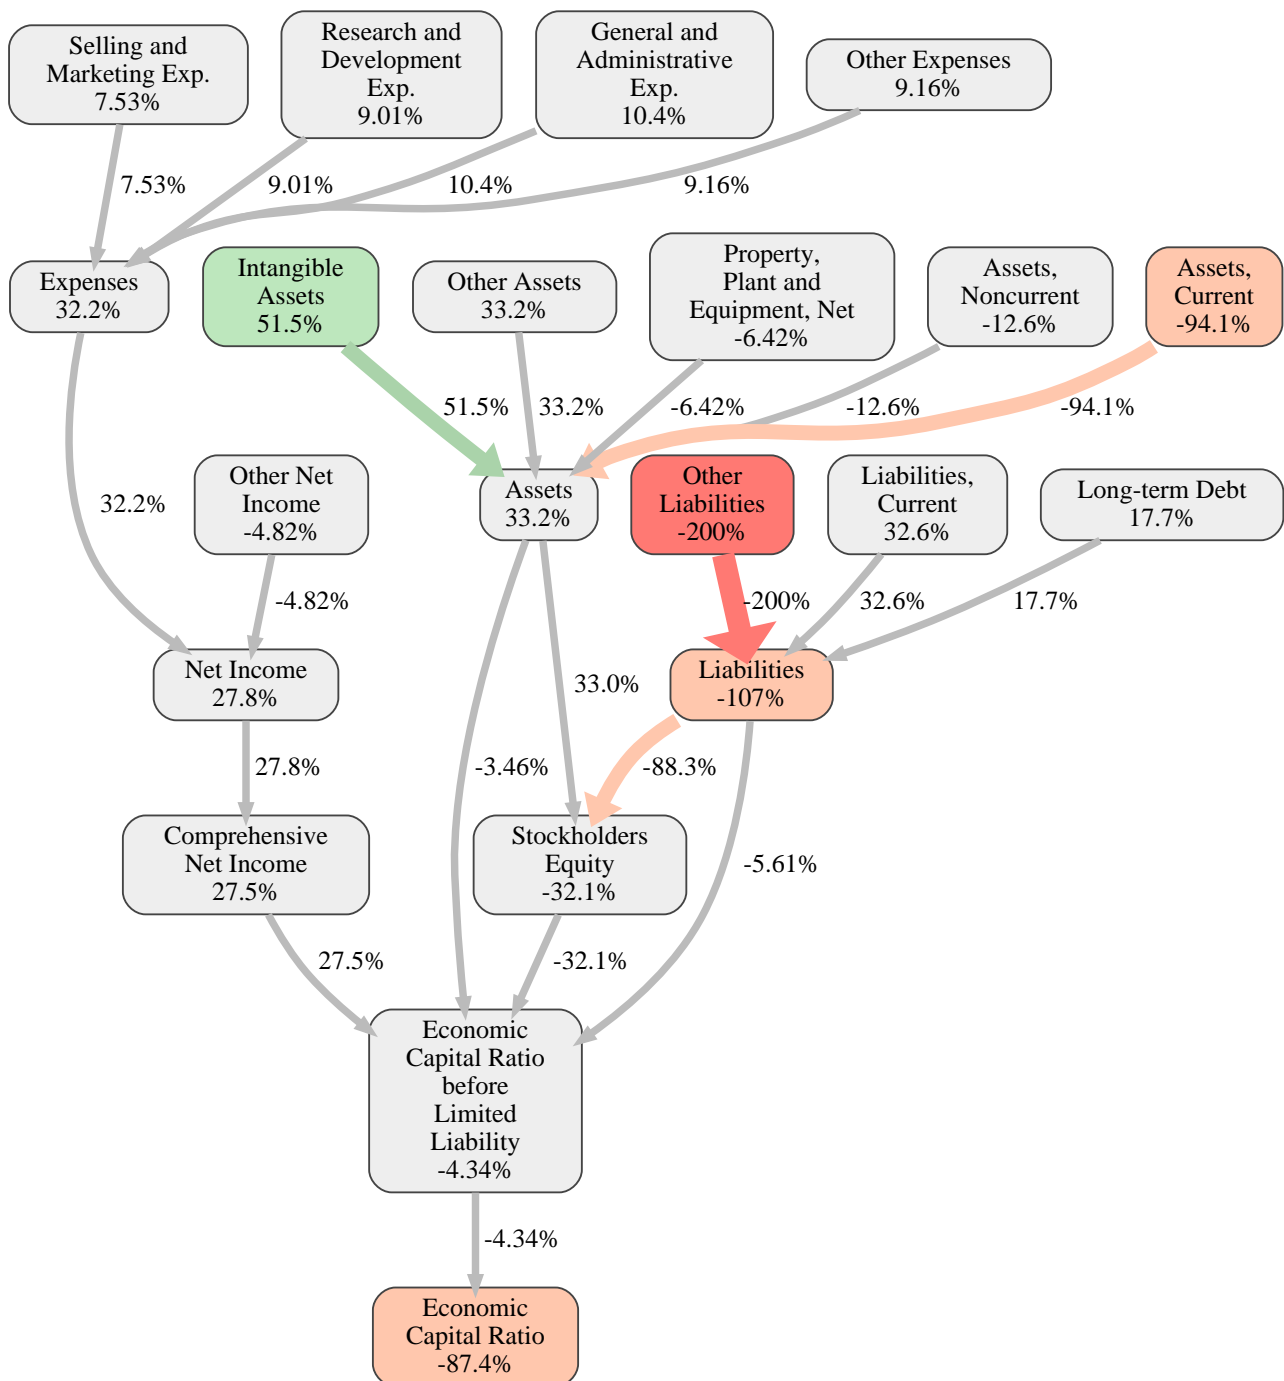 Selling and
Marketing Exp.
7.53%
Research and
Development
Exp.
9.01%
General and
Administrative
Exp.
10.4%
Other Expenses
9.16%
7.53%
9.01%
10.4%
9.16%
Expenses
32.2%
Intangible
Assets
51.5%
Other Assets
33.2%
Property,
Plant and
Equipment, Net
-6.42%
Assets,
Noncurrent
-12.6%
Assets,
Current
-94.1%
51.5%
33.2%
-6.42%
-12.6%
-94.1%
32.2%
Other Net
Income
-4.82%
Assets
33.2%
Other
Liabilities
-200%
Liabilities,
Current
32.6%
Long-term Debt
17.7%
-4.82%
-200%
32.6%
17.7%
Net Income
27.8%
33.0%
Liabilities
-107%
27.8%
-3.46%
-88.3%
Comprehensive
Net Income
27.5%
Stockholders
Equity
-32.1%
-5.61%
27.5%
-32.1%
Economic
Capital Ratio
before
Limited
Liability
-4.34%
-4.34%
Economic
Capital Ratio
-87.4%